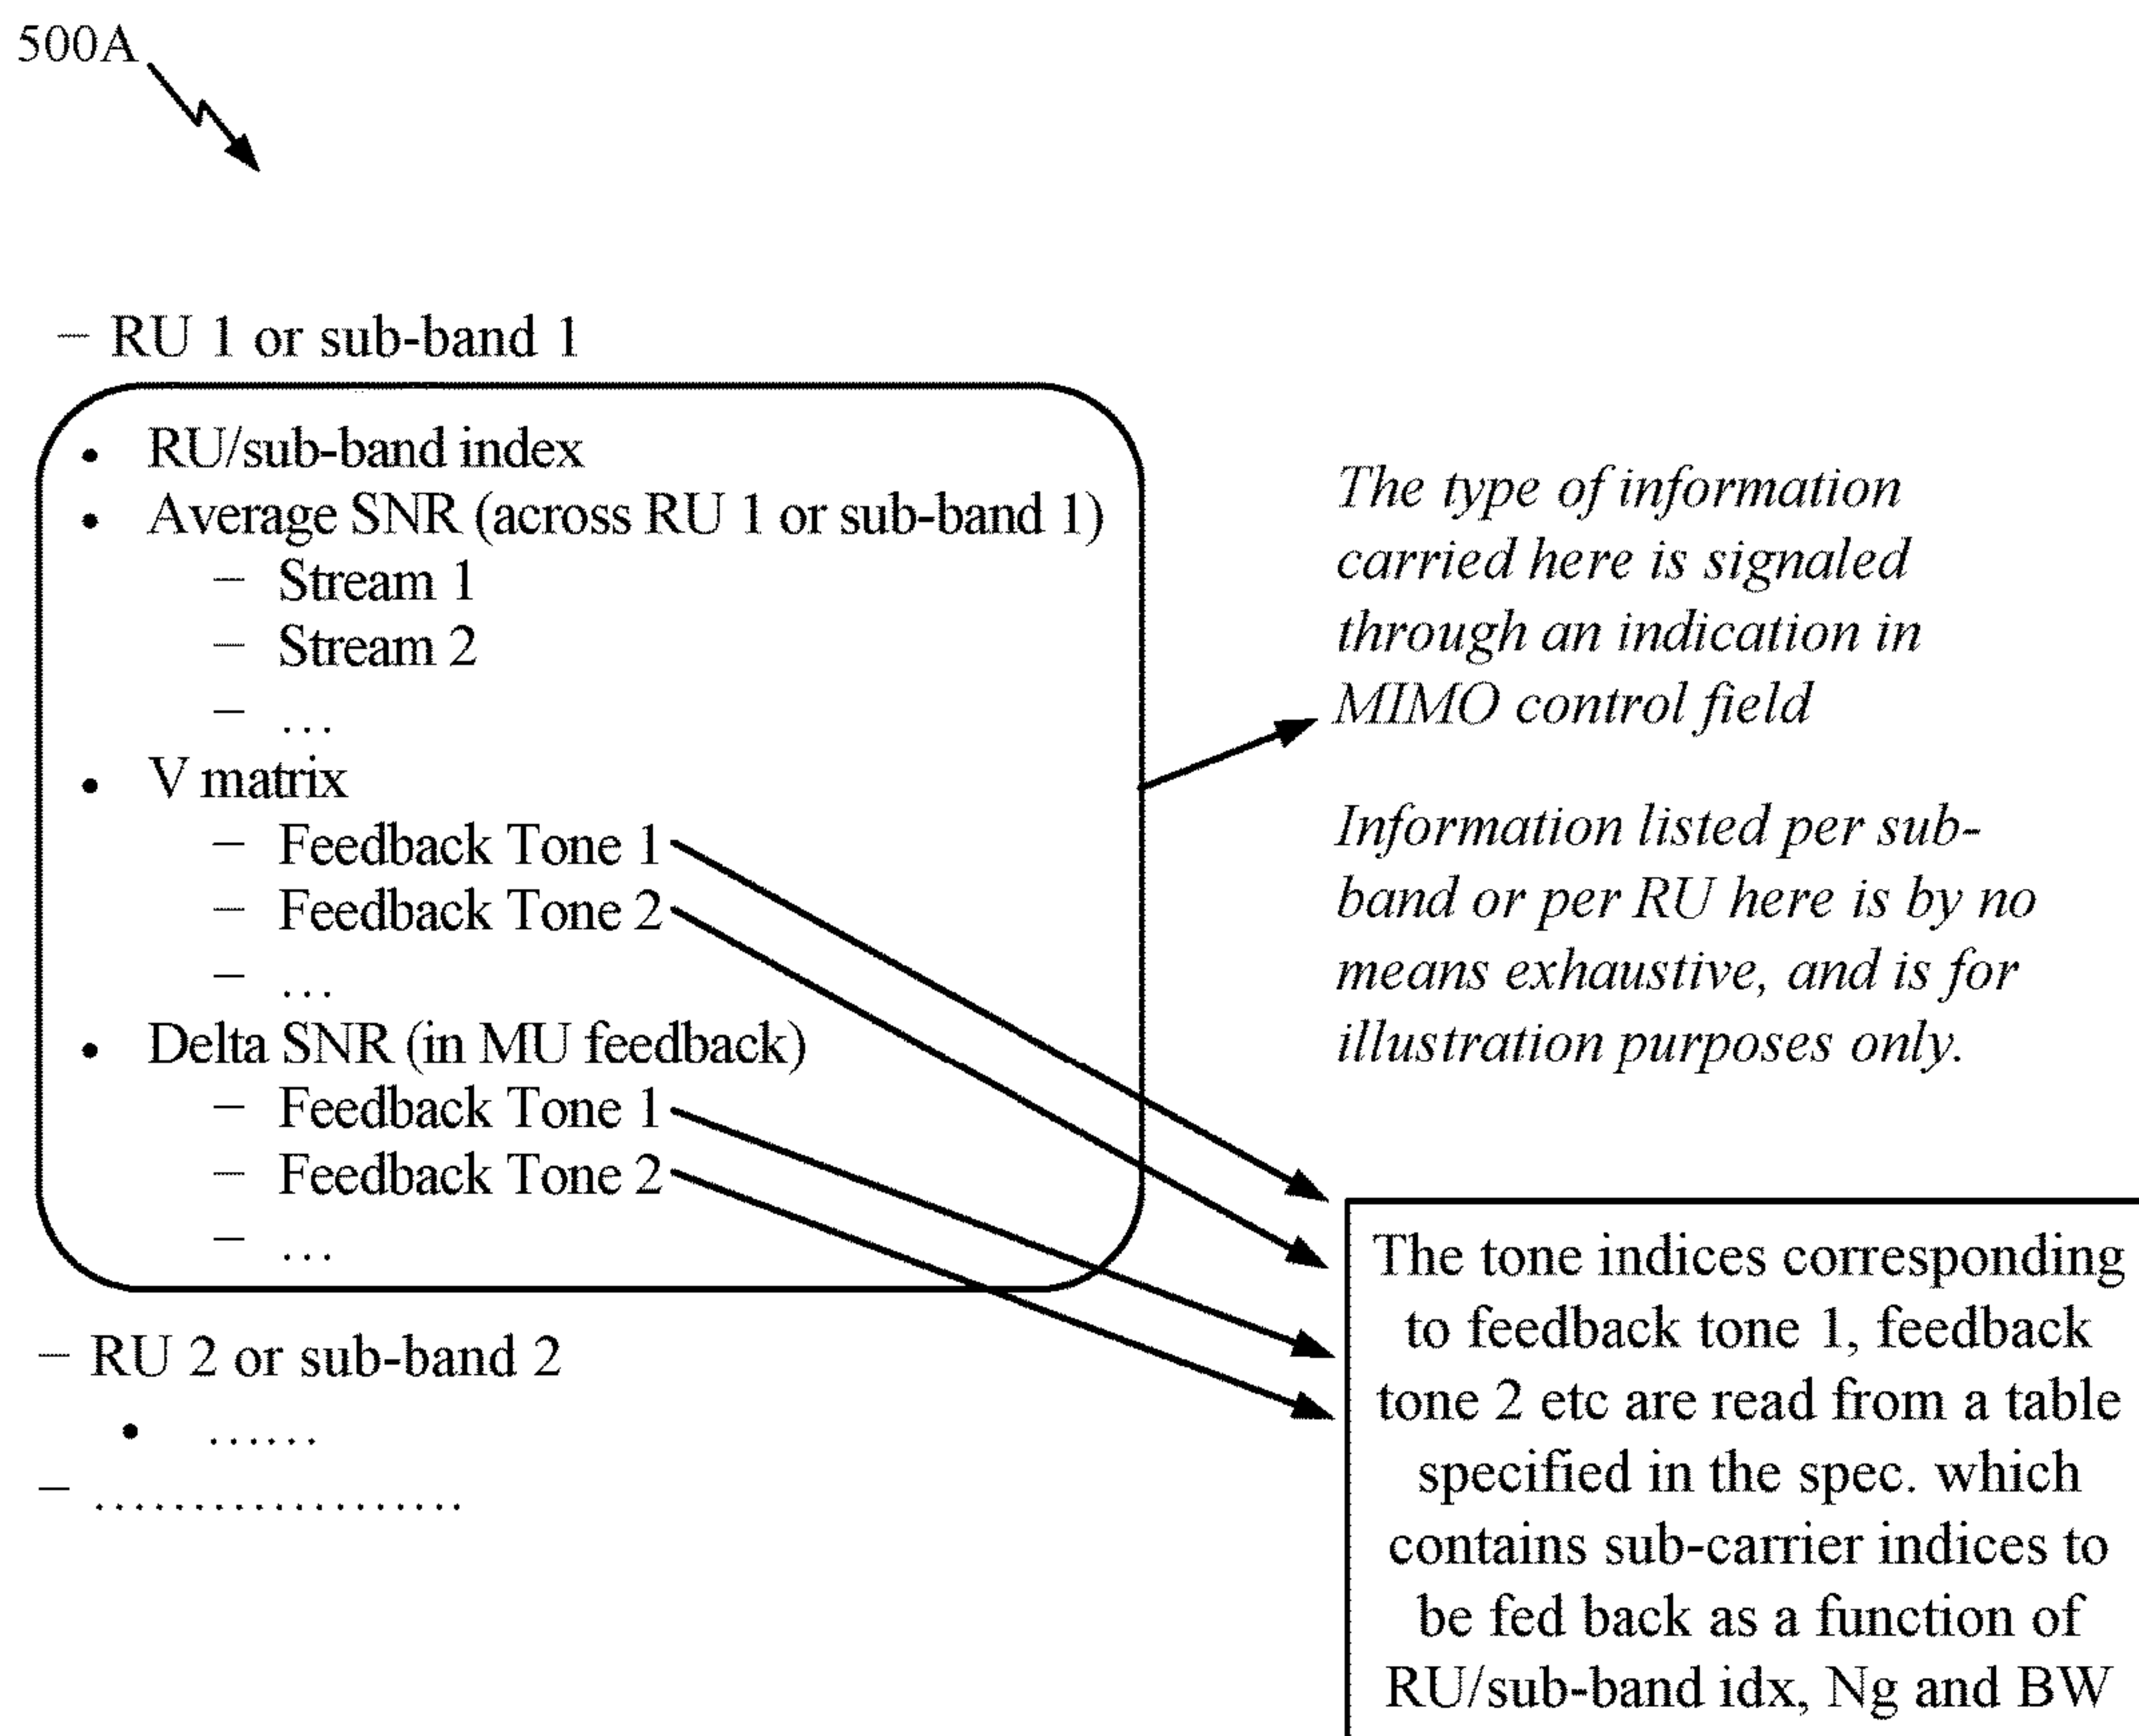 500A
– RU 1 or sub-band 1
• RU/sub-band index
• Average SNR (across RU 1 or sub-band 1)
– Stream 1
– Stream 2
– ...
• V matrix
– Feedback Tone 1
– Feedback Tone 2
– ...
• Delta SNR (in MU feedback)
– Feedback Tone 1
– Feedback Tone 2
– ...
– RU 2 or sub-band 2
• ......
– ...................
The type of information
carried here is signaled
through an indication in
MIMO control field
Information listed per sub-
band or per RU here is by no
means exhaustive, and is for
illustration purposes only.
The tone indices corresponding
to feedback tone 1, feedback
tone 2 etc are read from a table
specified in the spec. which
contains sub-carrier indices to
be fed back as a function of
RU/sub-band idx, Ng and BW